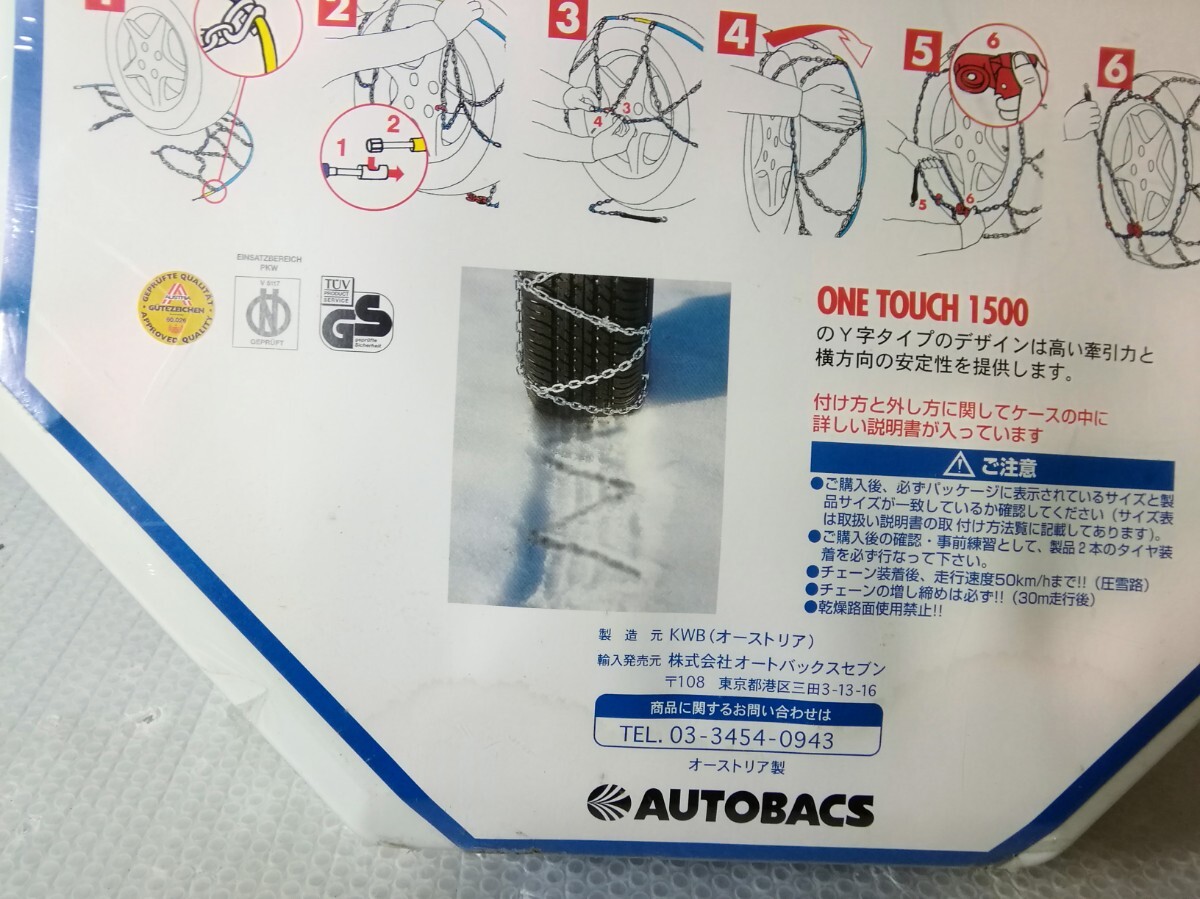 1
2
3
4
5
6
1
2
3
4
6
5
6
EINSATZBEREICH
PKW
GEPRÜFTE QUALITÄT
AUSTRIA
GÜTEZEICHEN
APPROVED QUALITY
V 5117
GEPRÜFT
TÜV
PRODUCT
SERVICE
GS
geprüfte
Sicherheit
ONE TOUCH 1500
のY字タイプのデザインは高い牽引力と
横方向の安定性を提供します。
付け方と外し方に関してケースの中に
詳しい説明書が入っています
ご注意
●ご購入後、必ずパッケージに表示されているサイズと製
品サイズが一致しているか確認してください（サイズ表
は取扱い説明書の取付け方法覧に記載してあります）。
●ご購入後の確認・事前練習として、製品2本のタイヤ装
着を必ず行なって下さい。
●チェーン装着後、走行速度50km/hまで!!（圧雪路）
●チェーンの増し締めは必ず!!（30m走行後）
●乾燥路面使用禁止!!
製造元 KWB（オーストリア）
輸入発売元 株式会社オートバックスセブン
〒108 東京都港区三田3-13-16
商品に関するお問い合わせは
TEL. 03-3454-0943
オーストリア製
AUTOBACS